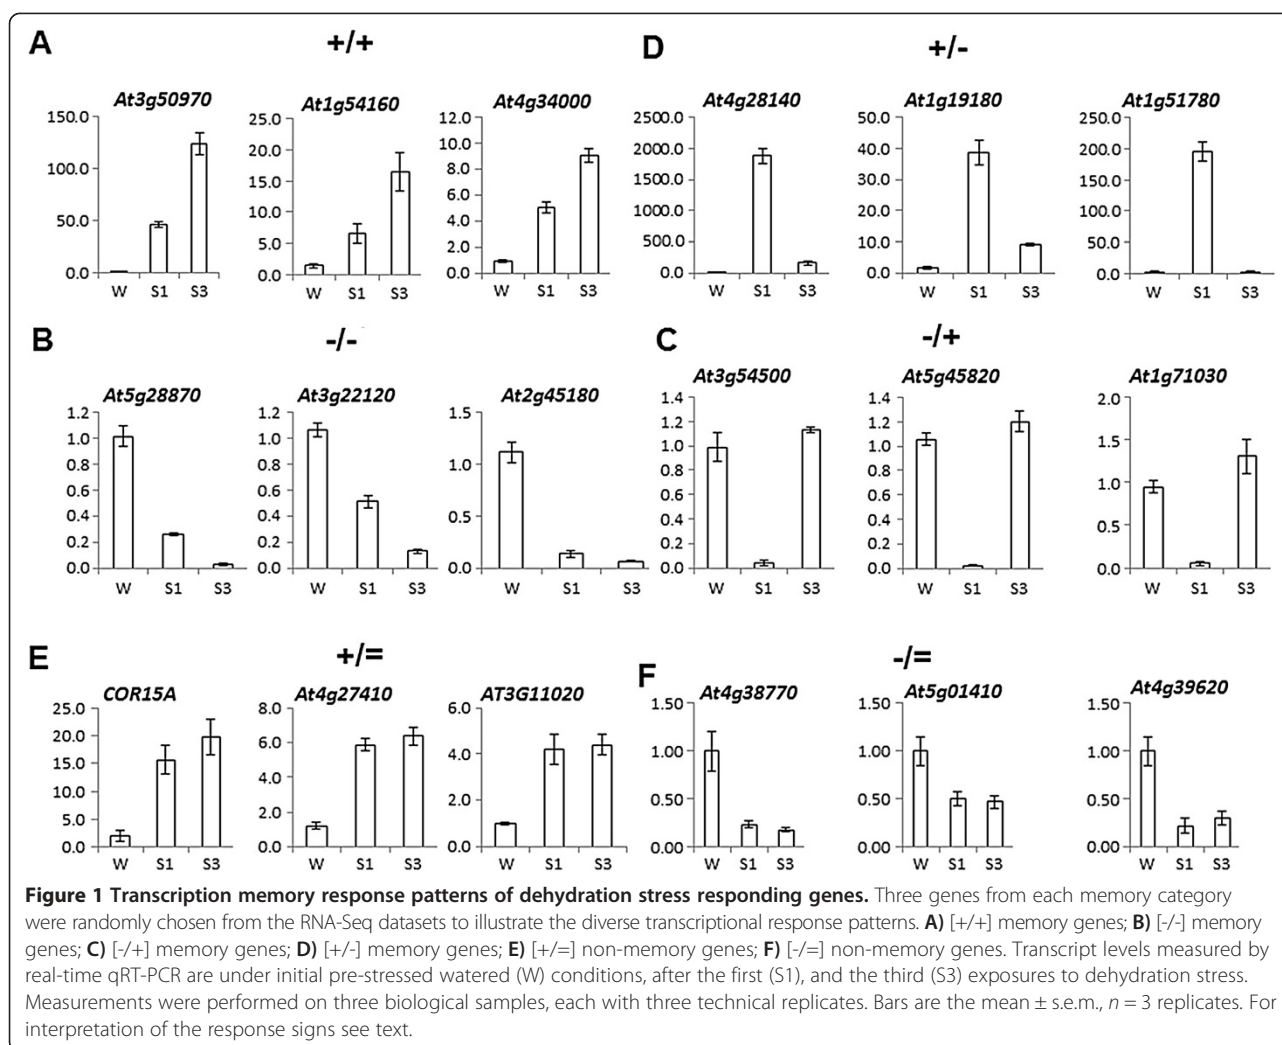 A
+/+
D
+/-
At3g50970
At1g54160
At4g34000
At4g28140
At1g19180
At1g51780
150.0
100.0
50.0
0.0
W
S1
S3
25.0
20.0
15.0
10.0
5.0
0.0
W
S1
S3
12.0
10.0
8.0
6.0
4.0
2.0
0.0
W
S1
S3
2500.0
2000.0
1500.0
1000.0
500.0
0.0
W
S1
S3
50.0
40.0
30.0
20.0
10.0
0.0
W
S1
S3
250.0
200.0
150.0
100.0
50.0
0.0
W
S1
S3
B
-/-
C
-/+
At5g28870
At3g22120
At2g45180
At3g54500
At5g45820
At1g71030
1.2
1.0
0.8
0.6
0.4
0.2
0.0
W
S1
S3
1.2
1.0
0.8
0.6
0.4
0.2
0.0
W
S1
S3
1.5
1.0
0.5
0.0
W
S1
S3
1.4
1.2
1.0
0.8
0.6
0.4
0.2
0.0
W
S1
S3
1.4
1.2
1.0
0.8
0.6
0.4
0.2
0.0
W
S1
S3
2.0
1.5
1.0
0.5
0.0
W
S1
S3
E
+/=
F
-/=
COR15A
At4g27410
AT3G11020
At4g38770
At5g01410
At4g39620
25.0
20.0
15.0
10.0
5.0
0.0
W
S1
S3
8.0
6.0
4.0
2.0
0.0
W
S1
S3
6.0
4.0
2.0
0.0
W
S1
S3
1.50
1.00
0.50
0.00
W
S1
S3
1.50
1.00
0.50
0.00
W
S1
S3
1.50
1.00
0.50
0.00
W
S1
S3
Figure 1 Transcription memory response patterns of dehydration stress responding genes. Three genes from each memory category
were randomly chosen from the RNA-Seq datasets to illustrate the diverse transcriptional response patterns. A) [+/+] memory genes; B) [-/-] memory
genes; C) [-/+] memory genes; D) [+/-] memory genes; E) [+/=] non-memory genes; F) [-/=] non-memory genes. Transcript levels measured by
real-time qRT-PCR are under initial pre-stressed watered (W) conditions, after the first (S1), and the third (S3) exposures to dehydration stress.
Measurements were performed on three biological samples, each with three technical replicates. Bars are the mean ± s.e.m., n = 3 replicates. For
interpretation of the response signs see text.